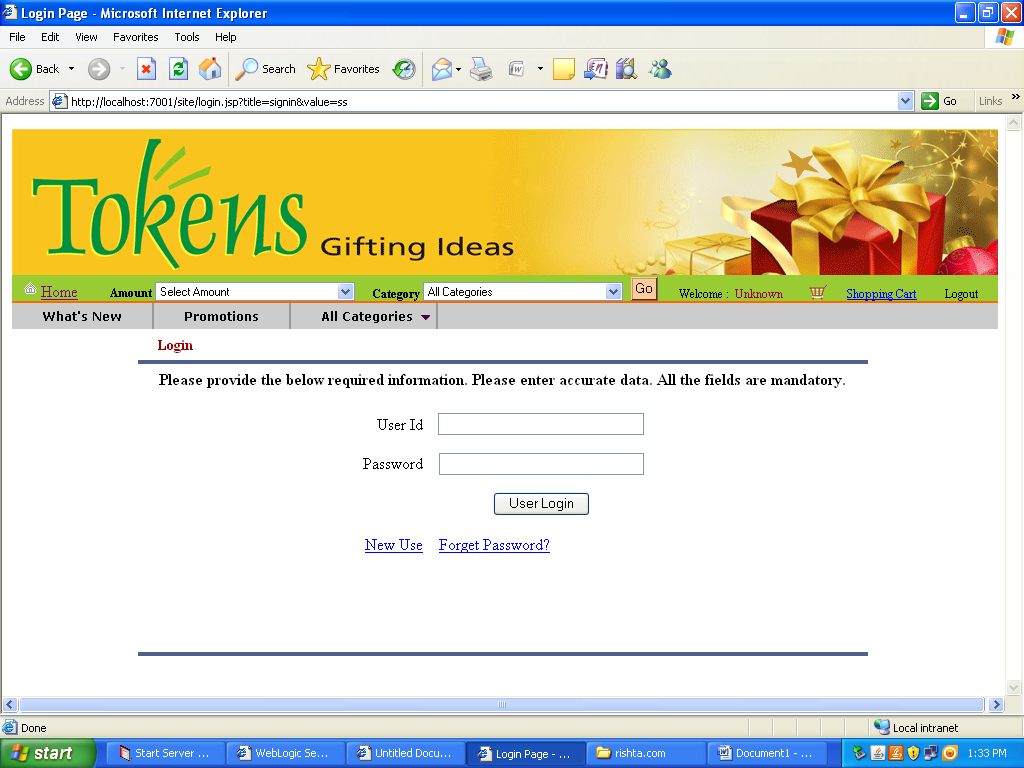 Login Page - Microsoft Internet Explorer
File Edit View Favorites Tools Help
Back Search Favorites
Address http://localhost:7001/site/login.jsp?title=signin&value=ss Go Links »
Tokens Gifting Ideas
Home Amount Select Amount Category All Categories Go Welcome : Unknown Shopping Cart Logout
What's New Promotions All Categories
Login
Please provide the below required information. Please enter accurate data. All the fields are mandatory.
User Id
Password
User Login
New Use Forget Password?
Done Local intranet
start Start Server ... WebLogic Se... Untitled Docu... Login Page - ... rishta.com Document1 - ... 1:33 PM